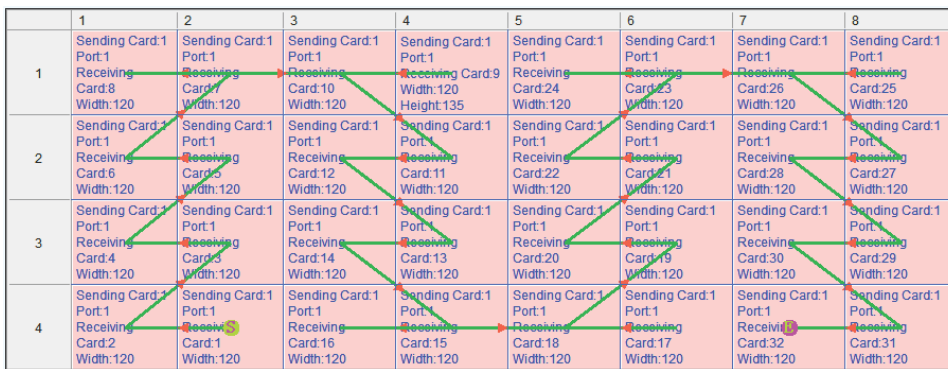 1
2
3
4
5
6
7
8
1
Sending Card:1
Port:1
Receiving
Card:8
Width:120
Sending Card:1
Port:1
Receiving
Card:7
Width:120
Sending Card:1
Port:1
Receiving
Card:10
Width:120
Sending Card:1
Port:1
Receiving Card:9
Width:120
Height:135
Sending Card:1
Port:1
Receiving
Card:24
Width:120
Sending Card:1
Port:1
Receiving
Card:23
Width:120
Sending Card:1
Port:1
Receiving
Card:26
Width:120
Sending Card:1
Port:1
Receiving
Card:25
Width:120
2
Sending Card:1
Port:1
Receiving
Card:6
Width:120
Sending Card:1
Port:1
Receiving
Card:5
Width:120
Sending Card:1
Port:1
Receiving
Card:12
Width:120
Sending Card:1
Port:1
Receiving
Card:11
Width:120
Sending Card:1
Port:1
Receiving
Card:22
Width:120
Sending Card:1
Port:1
Receiving
Card:21
Width:120
Sending Card:1
Port:1
Receiving
Card:28
Width:120
Sending Card:1
Port:1
Receiving
Card:27
Width:120
3
Sending Card:1
Port:1
Receiving
Card:4
Width:120
Sending Card:1
Port:1
Receiving
Card:3
Width:120
Sending Card:1
Port:1
Receiving
Card:14
Width:120
Sending Card:1
Port:1
Receiving
Card:13
Width:120
Sending Card:1
Port:1
Receiving
Card:20
Width:120
Sending Card:1
Port:1
Receiving
Card:19
Width:120
Sending Card:1
Port:1
Receiving
Card:30
Width:120
Sending Card:1
Port:1
Receiving
Card:29
Width:120
4
Sending Card:1
Port:1
Receiving
Card:2
Width:120
Sending Card:1
Port:1
Receiving S
Card:1
Width:120
Sending Card:1
Port:1
Receiving
Card:16
Width:120
Sending Card:1
Port:1
Receiving
Card:15
Width:120
Sending Card:1
Port:1
Receiving
Card:18
Width:120
Sending Card:1
Port:1
Receiving
Card:17
Width:120
Sending Card:1
Port:1
Receiving E
Card:32
Width:120
Sending Card:1
Port:1
Receiving
Card:31
Width:120